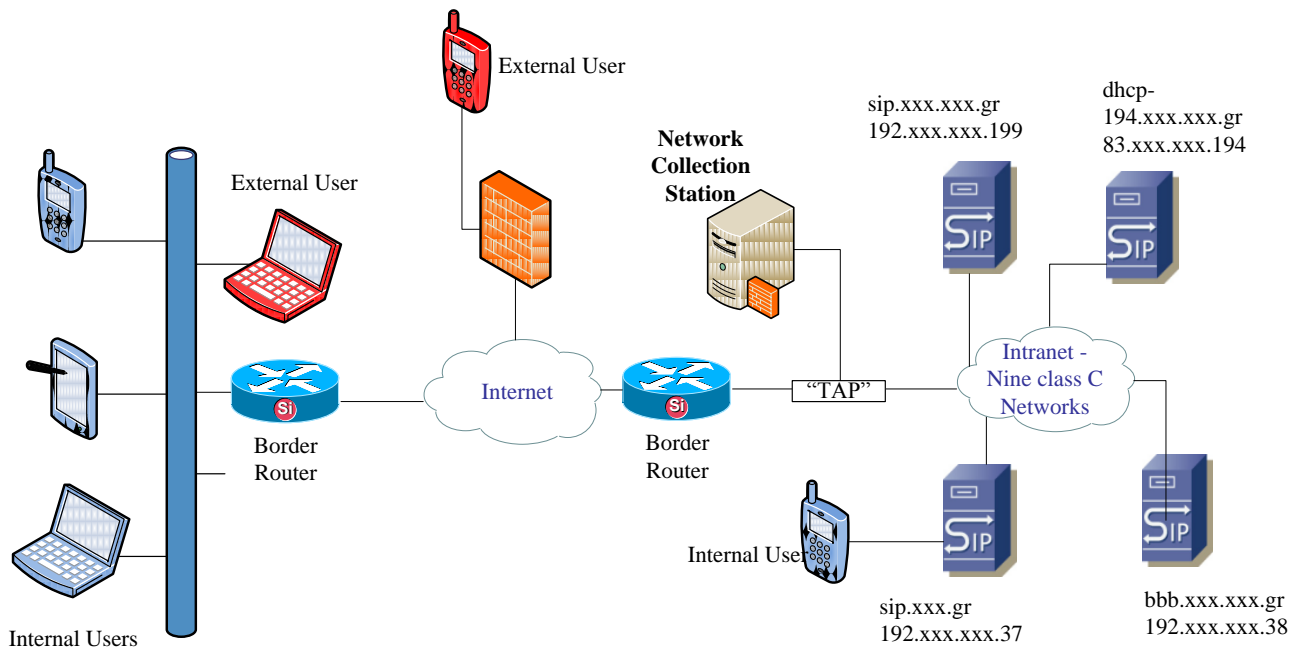 External User
sip.xxx.xxx.gr
192.xxx.xxx.199
dhcp-
194.xxx.xxx.gr
83.xxx.xxx.194
Network
Collection
Station
External User
SIP
SIP
Internet
Si
Border
Router
Si
Border
Router
“TAP”
Intranet -
Nine class C
Networks
Internal User
SIP
SIP
sip.xxx.gr
192.xxx.xxx.37
bbb.xxx.xxx.gr
192.xxx.xxx.38
Internal Users